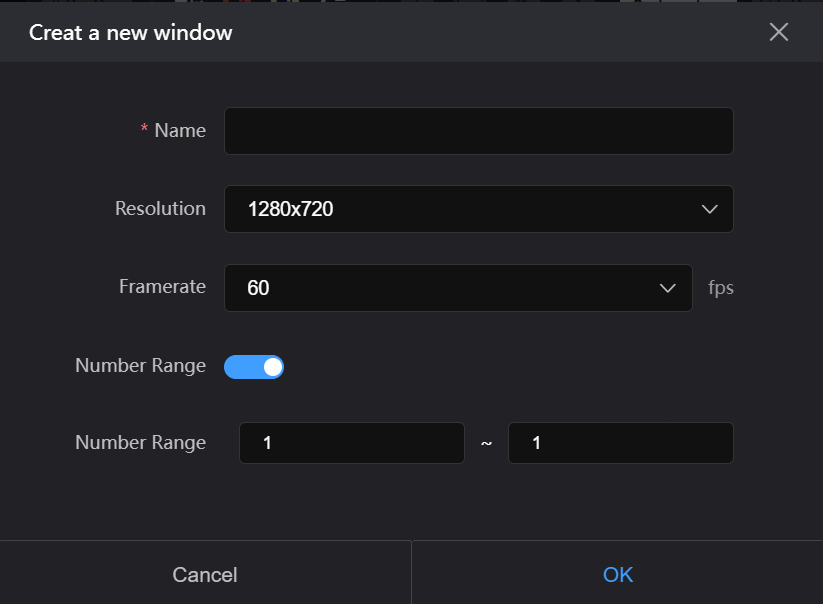 Creat a new window
* Name
Resolution 1280x720
Framerate 60 fps
Number Range
Number Range 1 ~ 1
Cancel OK